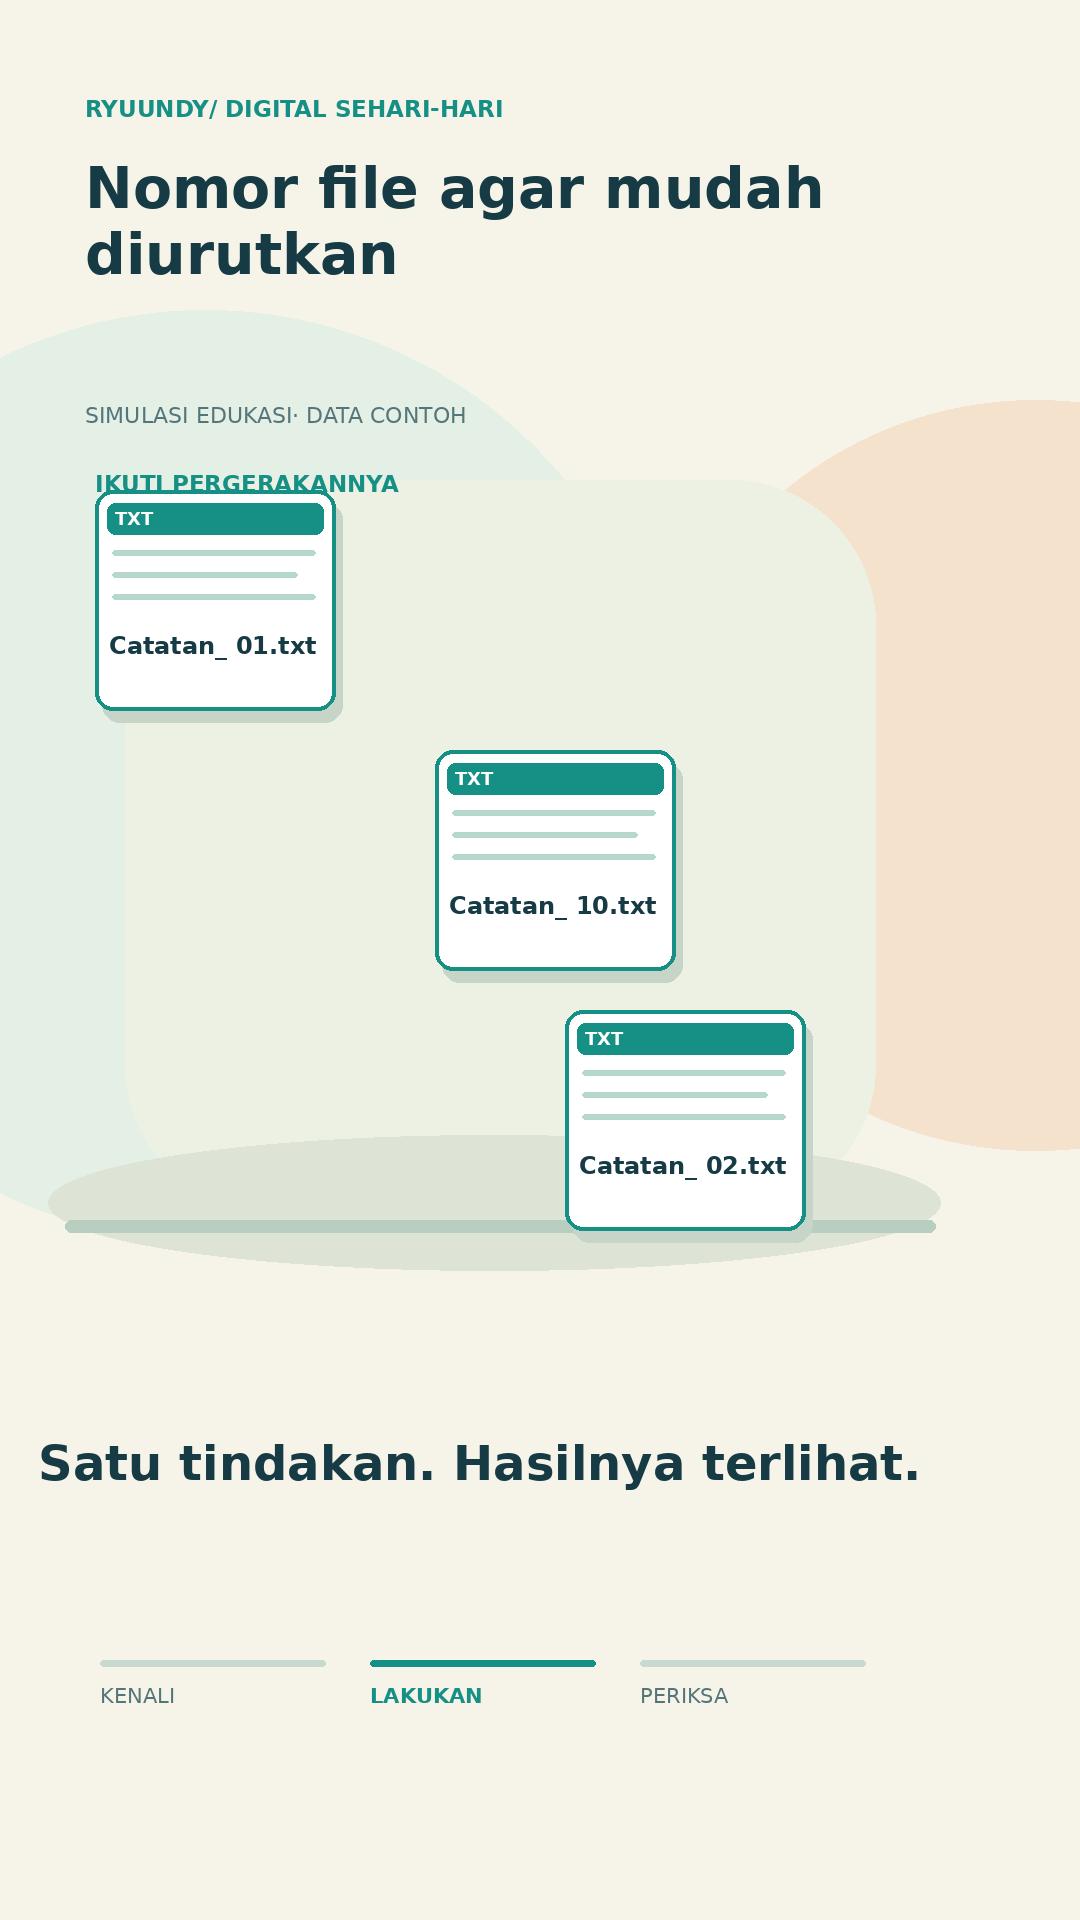 RYUUNDY/ DIGITAL SEHARI-HARI
Nomor file agar mudah
diurutkan
SIMULASI EDUKASI· DATA CONTOH
IKUTI PERGERAKANNYA
TXT
Catatan_ 01.txt
TXT
Catatan_ 10.txt
TXT
Catatan_ 02.txt
Satu tindakan. Hasilnya terlihat.
KENALI
LAKUKAN
PERIKSA